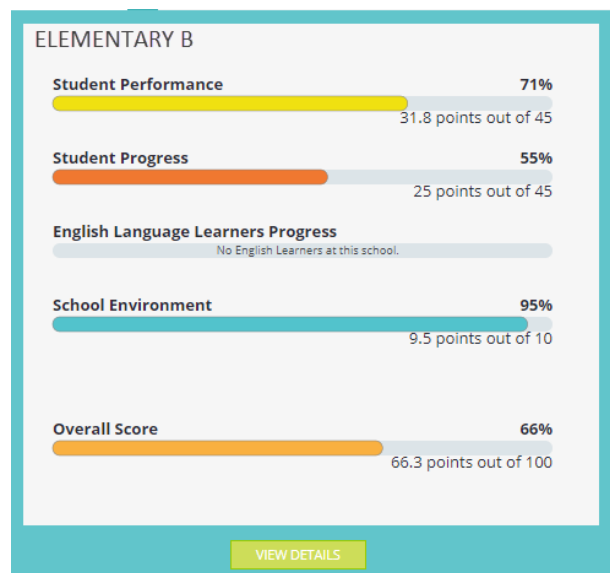 ELEMENTARY B
Student Performance 71%
31.8 points out of 45
Student Progress 55%
25 points out of 45
English Language Learners Progress
No English Learners at this school.
School Environment 95%
9.5 points out of 10
Overall Score 66%
66.3 points out of 100
VIEW DETAILS